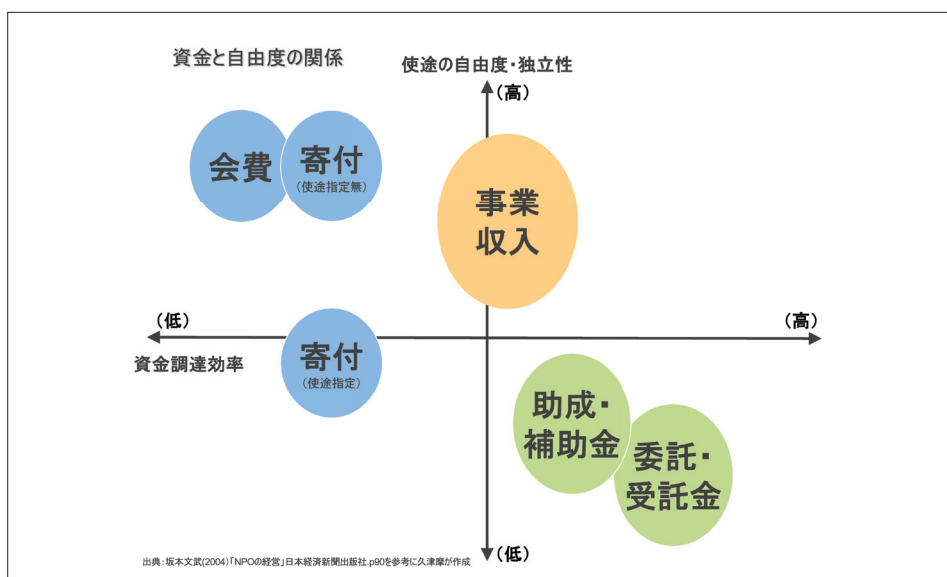 資金と自由度の関係
使途の自由度・独立性
(高)
会費
寄付
(使途指定無)
事業
収入
(低)
(高)
資金調達効率
寄付
(使途指定)
助成・
補助金
委託・
受託金
(低)
出典:坂本文武(2004)「NPOの経営」日本経済新聞出版社.p90を参考に久津摩が作成